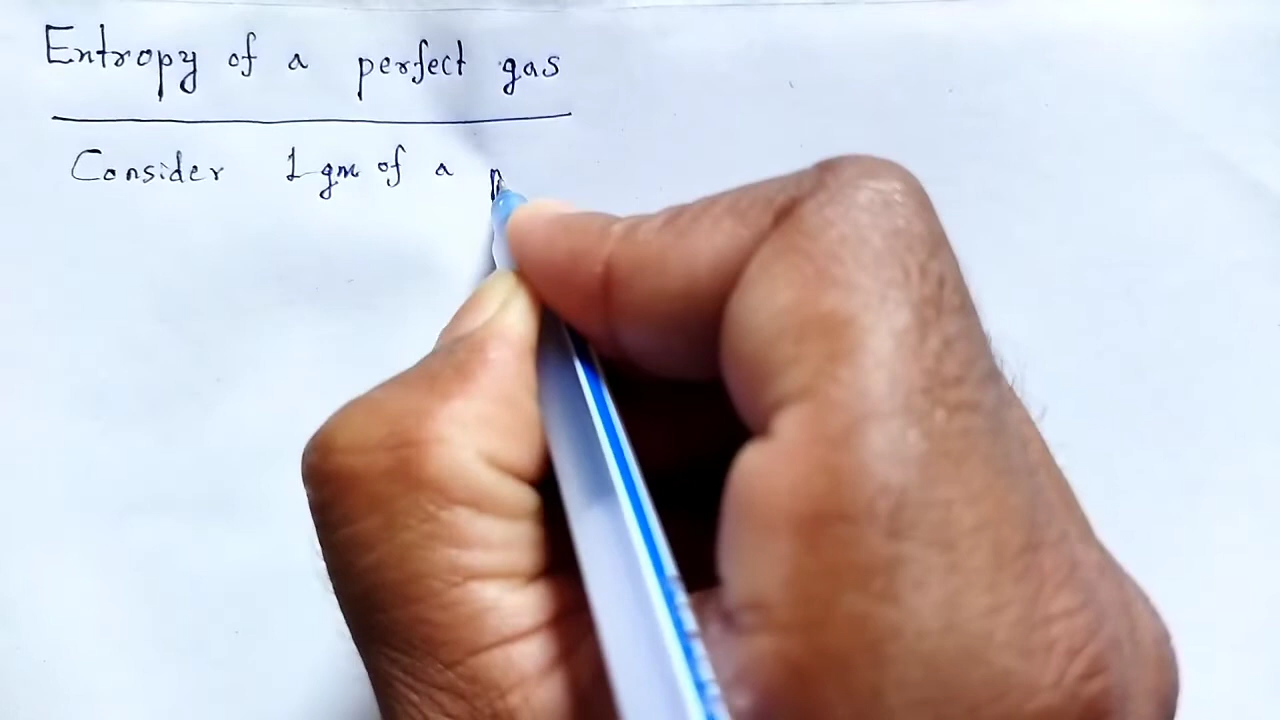 Entropy of a perfect gas
Consider 1 gm of a p